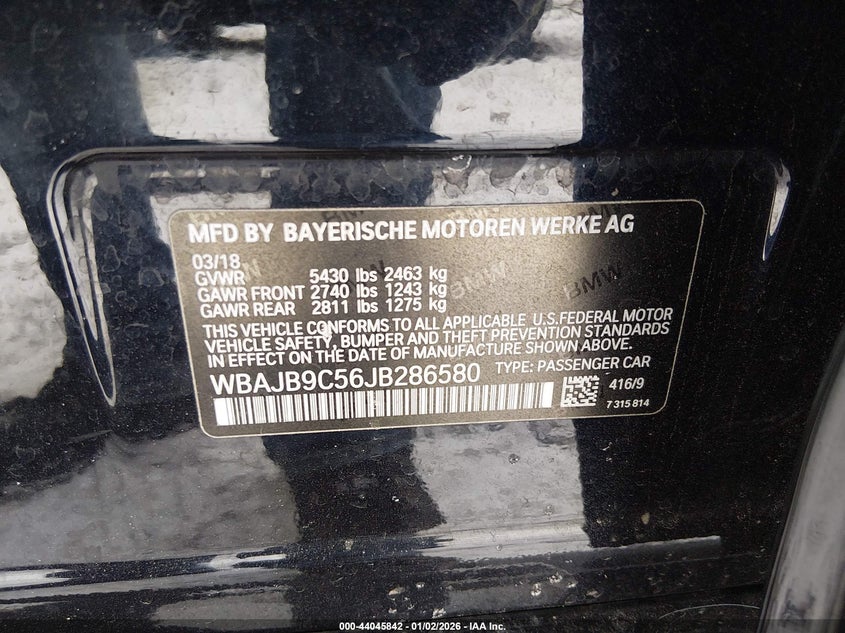 MFD BY BAYERISCHE MOTOREN WERKE AG
03/18
GVWR 5430 lbs 2463 kg
GAWR FRONT 2740 lbs 1243 kg
GAWR REAR 2811 lbs 1275 kg
THIS VEHICLE CONFORMS TO ALL APPLICABLE U.S.FEDERAL MOTOR
VEHICLE SAFETY, BUMPER AND THEFT PREVENTION STANDARDS
IN EFFECT ON THE DATE OF MANUFACTURE SHOWN ABOVE.
WBAJB9C56JB286580 TYPE: PASSENGER CAR
416/9
7 315 814
BMW BMW BMW
000-44045842 - 01/02/2026 - © IAA Inc.